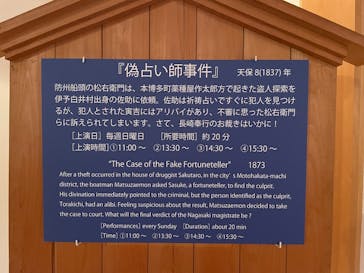 『偽占い師事件』 天保 8(1837) 年
防州船頭の松右衛門は、本博多町薬種屋作太郎方で起きた盗人探索を
伊予白井村出身の佐助に依頼。佐助は祈祷占いですぐに犯人を見つけ
るが、犯人とされた寅吉にはアリバイがあり、不審に思った松右衛門
らに訴えられてしまいます。さて、長崎奉行のお裁きはいかに！
[上演日] 毎週日曜日 [所要時間] 約 20 分
[上演時間] ①11:00 ～ ②13:30 ～ ③14:30 ～ ④15:30 ～
"The Case of the Fake Fortuneteller" 1873
After a theft occurred in the house of druggist Sakutaro, in the city's Motohakata-machi
district, the boatman Matsuzaemon asked Asuke, a fortuneteller, to find the culprit.
His divination immediately pointed to the criminal, but the person identified as the culprit,
Torakichi, had an alibi. Feeling suspicious about the result, Matsuzaemon decided to take
the case to court. What will the final verdict of the Nagasaki magistrate be ?
[Performances] every Sunday [Duration] about 20 min
[Time] ①11:00 ～ ②13:30 ～ ③14:30 ～ ④15:30 ～